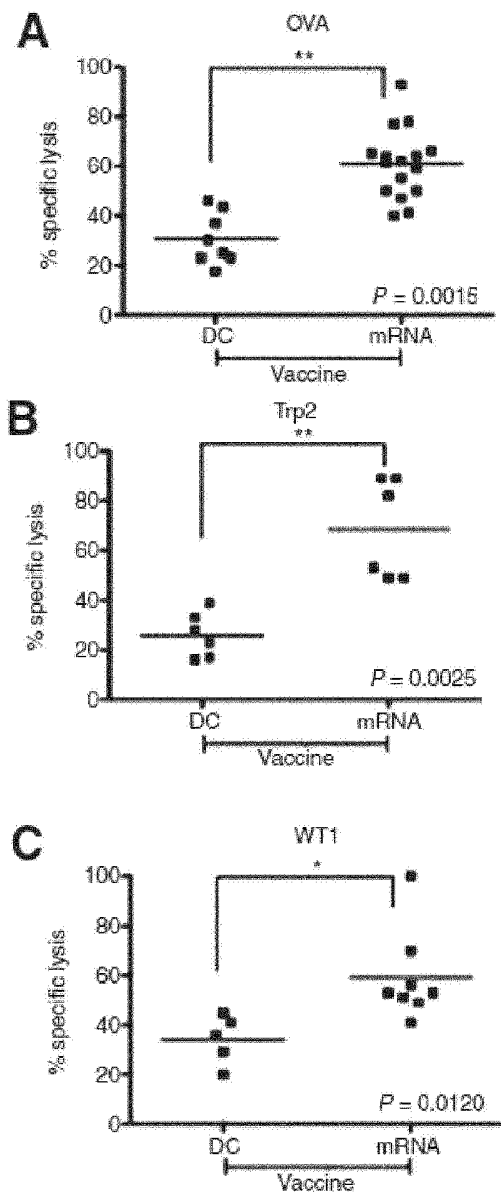 A
OVA
**
100
80
60
40
20
0
% specific lysis
P = 0.0015
DC mRNA
Vaccine
B
Trp2
**
100
80
60
40
20
0
% specific lysis
P = 0.0025
DC mRNA
Vaccine
C
WT1
*
100
80
60
40
20
0
% specific lysis
P = 0.0120
DC mRNA
Vaccine